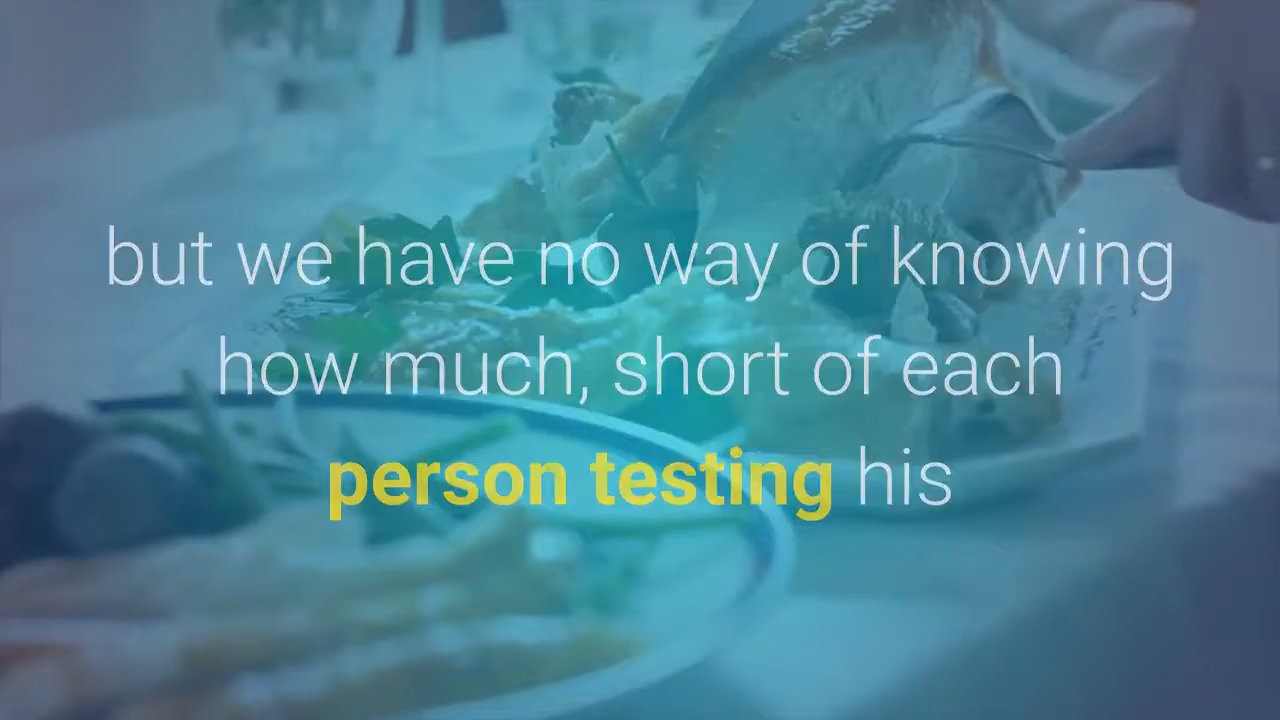 but we have no way of knowing
how much, short of each
person testing his